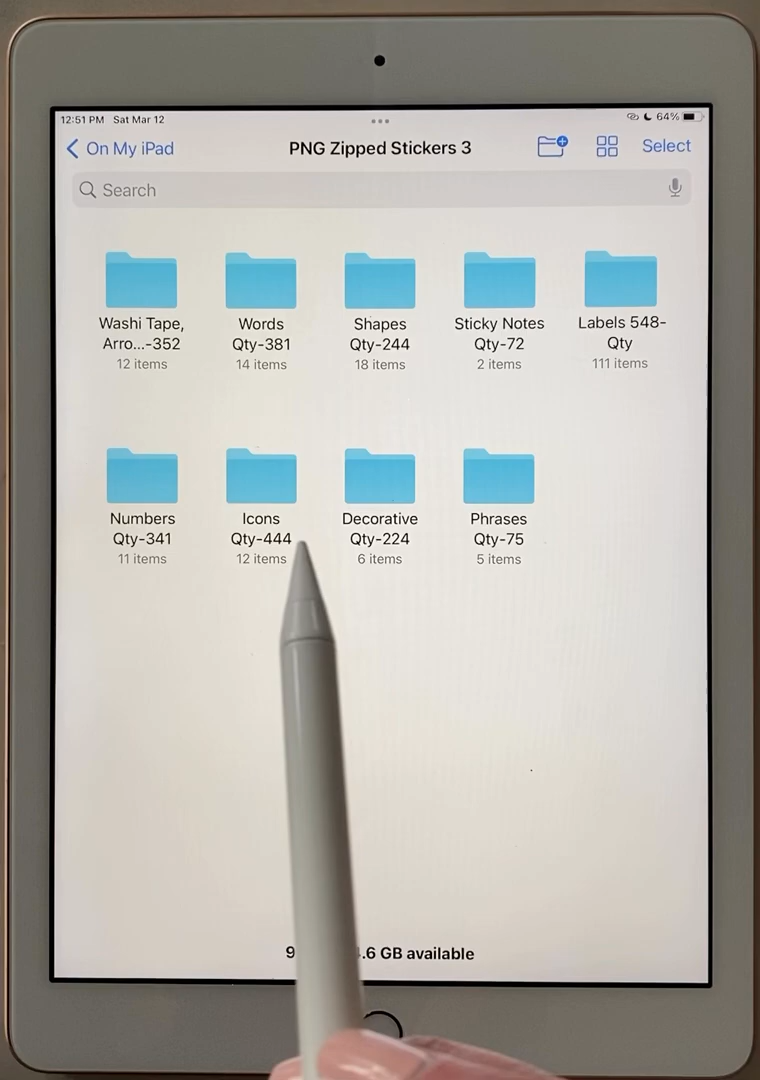 12:51 PM Sat Mar 12
64%
On My iPad
PNG Zipped Stickers 3
Select
Search
Washi Tape,
Arro...-352
12 items
Words
Qty-381
14 items
Shapes
Qty-244
18 items
Sticky Notes
Qty-72
2 items
Labels 548-
Qty
111 items
Numbers
Qty-341
11 items
Icons
Qty-444
12 items
Decorative
Qty-224
6 items
Phrases
Qty-75
5 items
9 .6 GB available